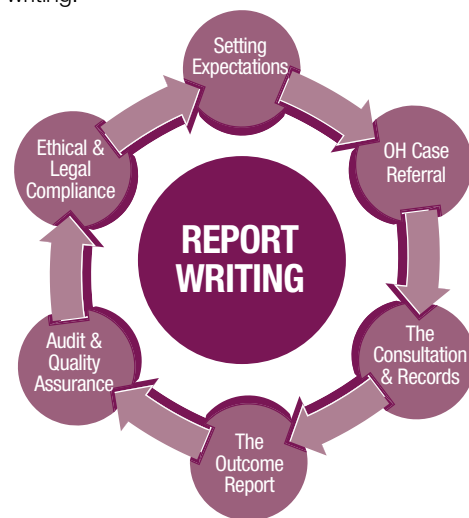 writing.
Setting
Expectations
OH Case
Referral
The
Consultation
& Records
The
Outcome
Report
Audit &
Quality
Assurance
Ethical &
Legal
Compliance
REPORT
WRITING